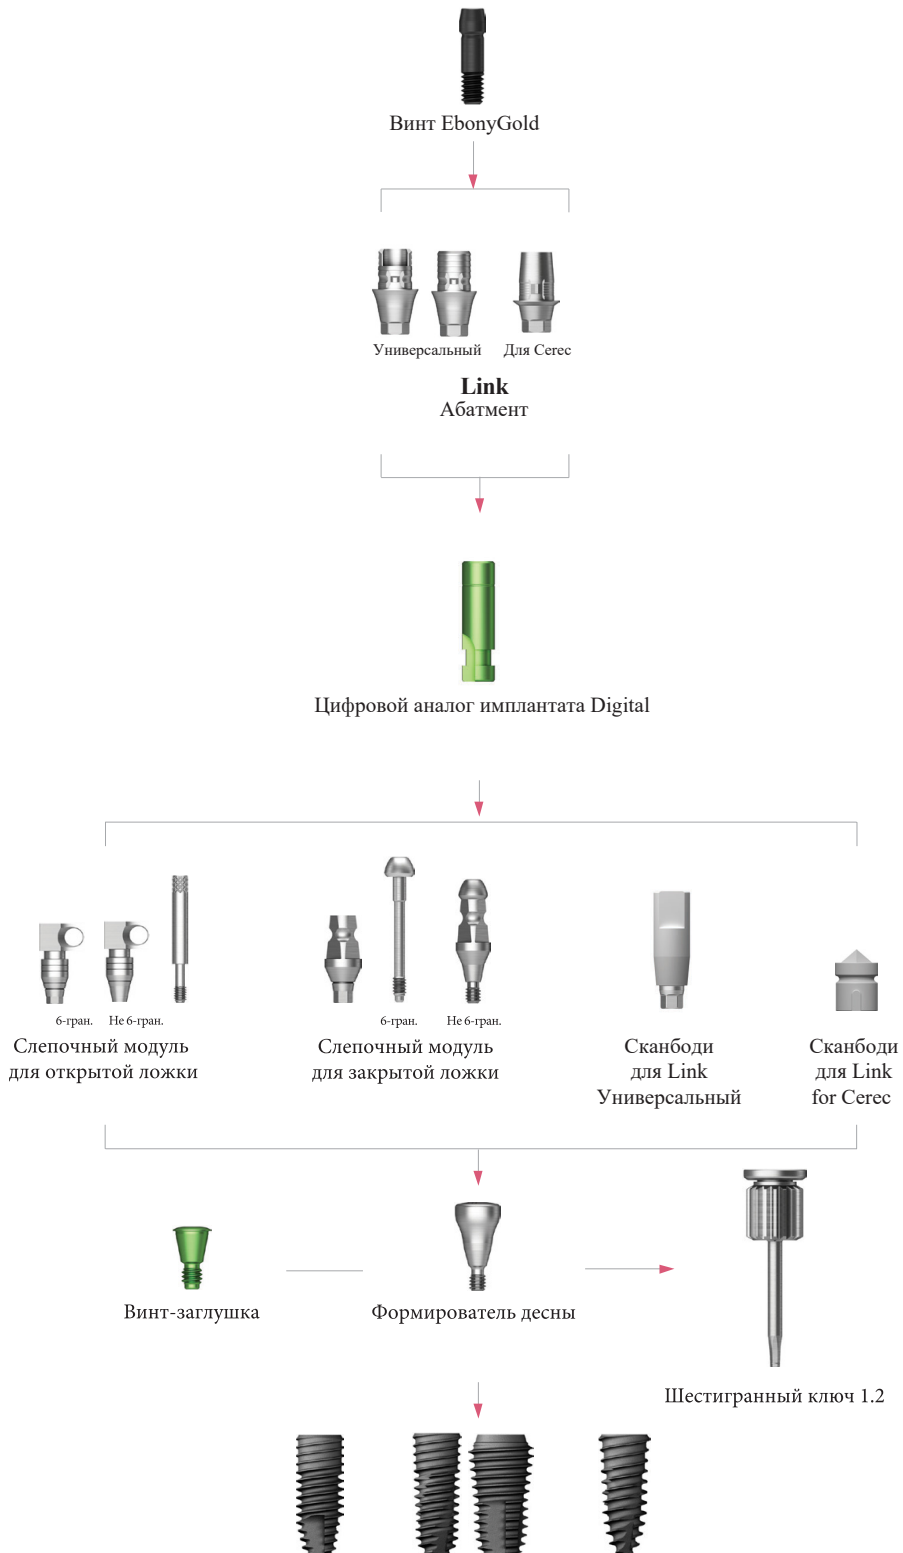 Винт EbonyGold
Универсальный
Для Cerec
Link
Абатмент
Цифровой аналог имплантата Digital
6-гран.
Не 6-гран.
Слепочный модуль
для открытой ложки
6-гран.
Не 6-гран.
Слепочный модуль
для закрытой ложки
Сканбоди
для Link
Универсальный
Сканбоди
для Link
for Cerec
Винт-заглушка
Формирователь десны
Шестигранный ключ 1.2